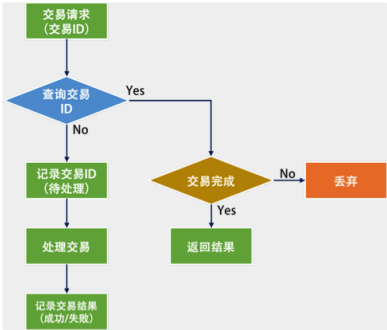 交易请求
（交易ID）
查询交易
ID
Yes
No
记录交易ID
（待处理）
交易完成
No
丢弃
Yes
处理交易
返回结果
记录交易结果
（成功/失败）